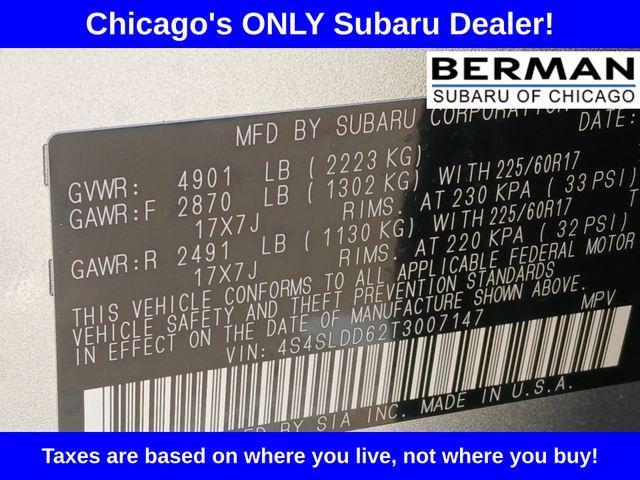 Chicago's ONLY Subaru Dealer!
BERMAN
SUBARU OF CHICAGO
MFD BY SUBARU CORPORATION DATE:
GVWR: 4901 LB ( 2223 KG)
GAWR:F 2870 LB ( 1302 KG) WITH 225/60R17
17X7J RIMS. AT 230 KPA ( 33 PSI)
GAWR:R 2491 LB ( 1130 KG) WITH 225/60R17
17X7J RIMS. AT 220 KPA ( 32 PSI)
THIS VEHICLE CONFORMS TO ALL APPLICABLE FEDERAL MOTOR
VEHICLE SAFETY AND THEFT PREVENTION STANDARDS
IN EFFECT ON THE DATE OF MANUFACTURE SHOWN ABOVE.
VIN: 4S4SLDD62T3007147 MPV
BY SIA INC. MADE IN U.S.A.
Taxes are based on where you live, not where you buy!